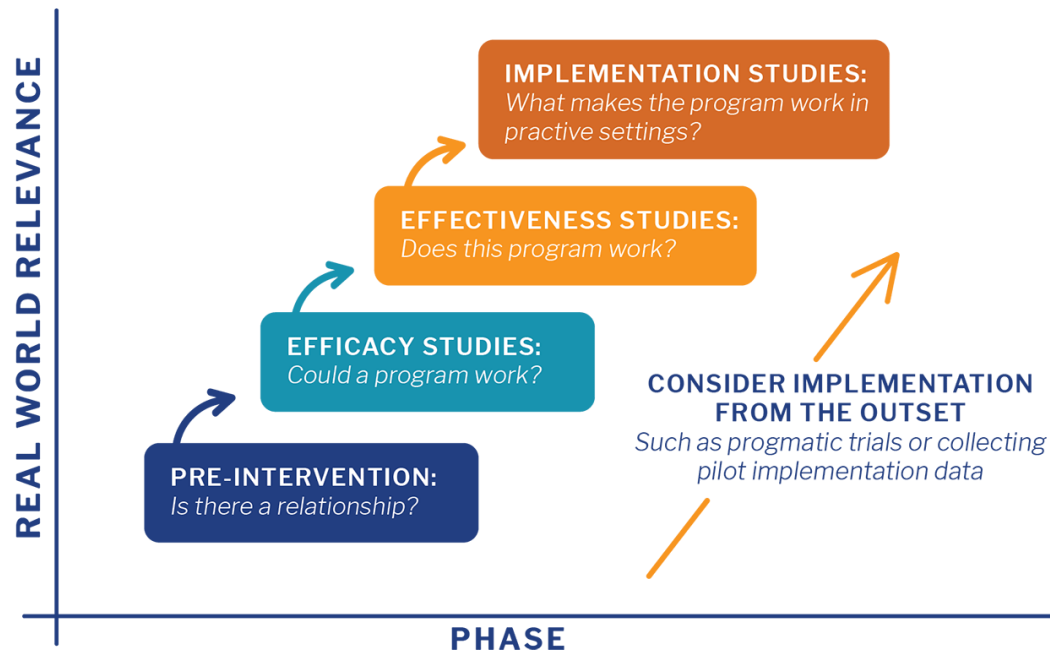 REAL WORLD RELEVANCE
IMPLEMENTATION STUDIES:
What makes the program work in
practive settings?
EFFECTIVENESS STUDIES:
Does this program work?
EFFICACY STUDIES:
Could a program work?
PRE-INTERVENTION:
Is there a relationship?
CONSIDER IMPLEMENTATION
FROM THE OUTSET
Such as progmatic trials or collecting
pilot implementation data
PHASE